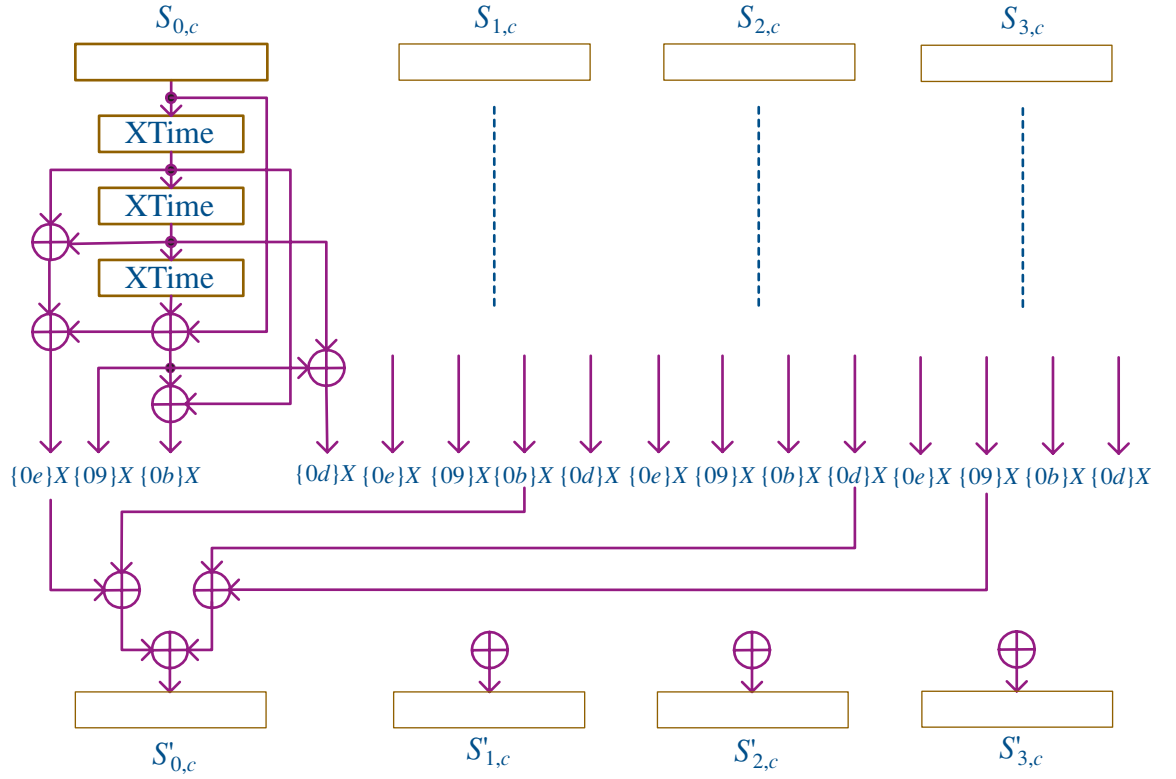 S0,c S1,c S2,c S3,c
XTime
XTime
XTime
{0e}X {09}X {0b}X {0d}X {0e}X {09}X {0b}X {0d}X {0e}X {09}X {0b}X {0d}X {0e}X {09}X {0b}X {0d}X
S'0,c S'1,c S'2,c S'3,c